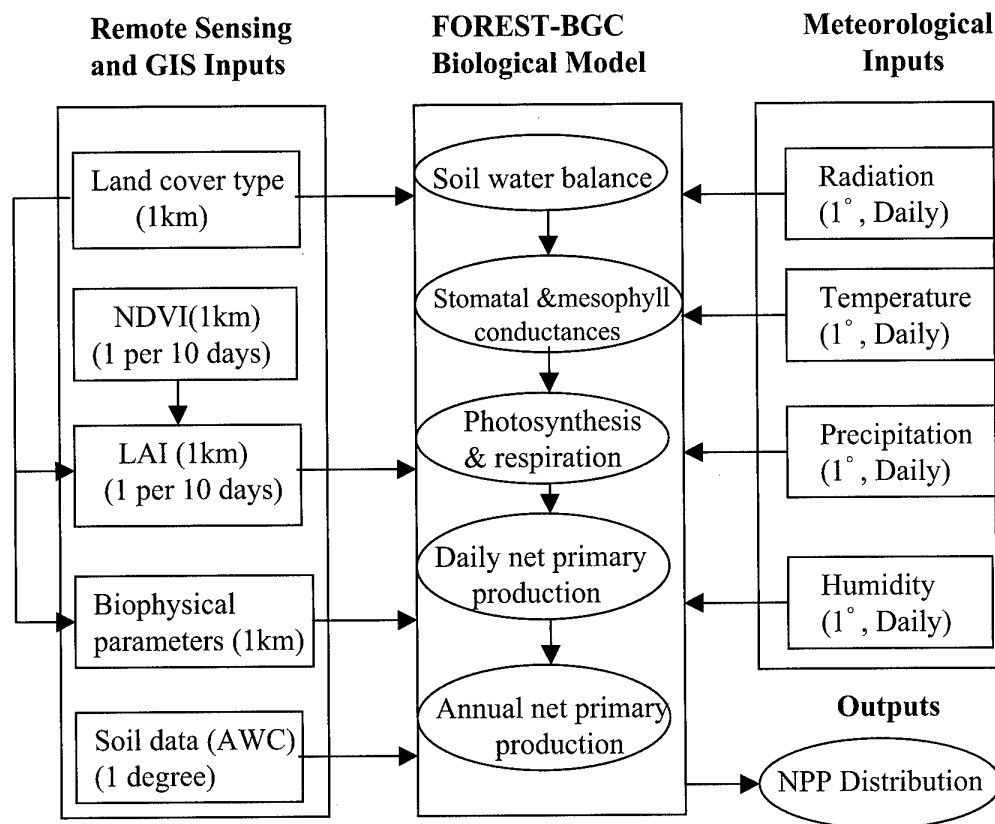 Remote Sensing
and GIS Inputs
Land cover type
(1km)
NDVI(1km)
(1 per 10 days)
LAI (1km)
(1 per 10 days)
Biophysical
parameters (1km)
Soil data (AWC)
(1 degree)
FOREST-BGC
Biological Model
Soil water balance
Stomatal &mesophyll
conductances
Photosynthesis
& respiration
Daily net primary
production
Annual net primary
production
Meteorological
Inputs
Radiation
(1°, Daily)
Temperature
(1°, Daily)
Precipitation
(1°, Daily)
Humidity
(1°, Daily)
Outputs
NPP Distribution